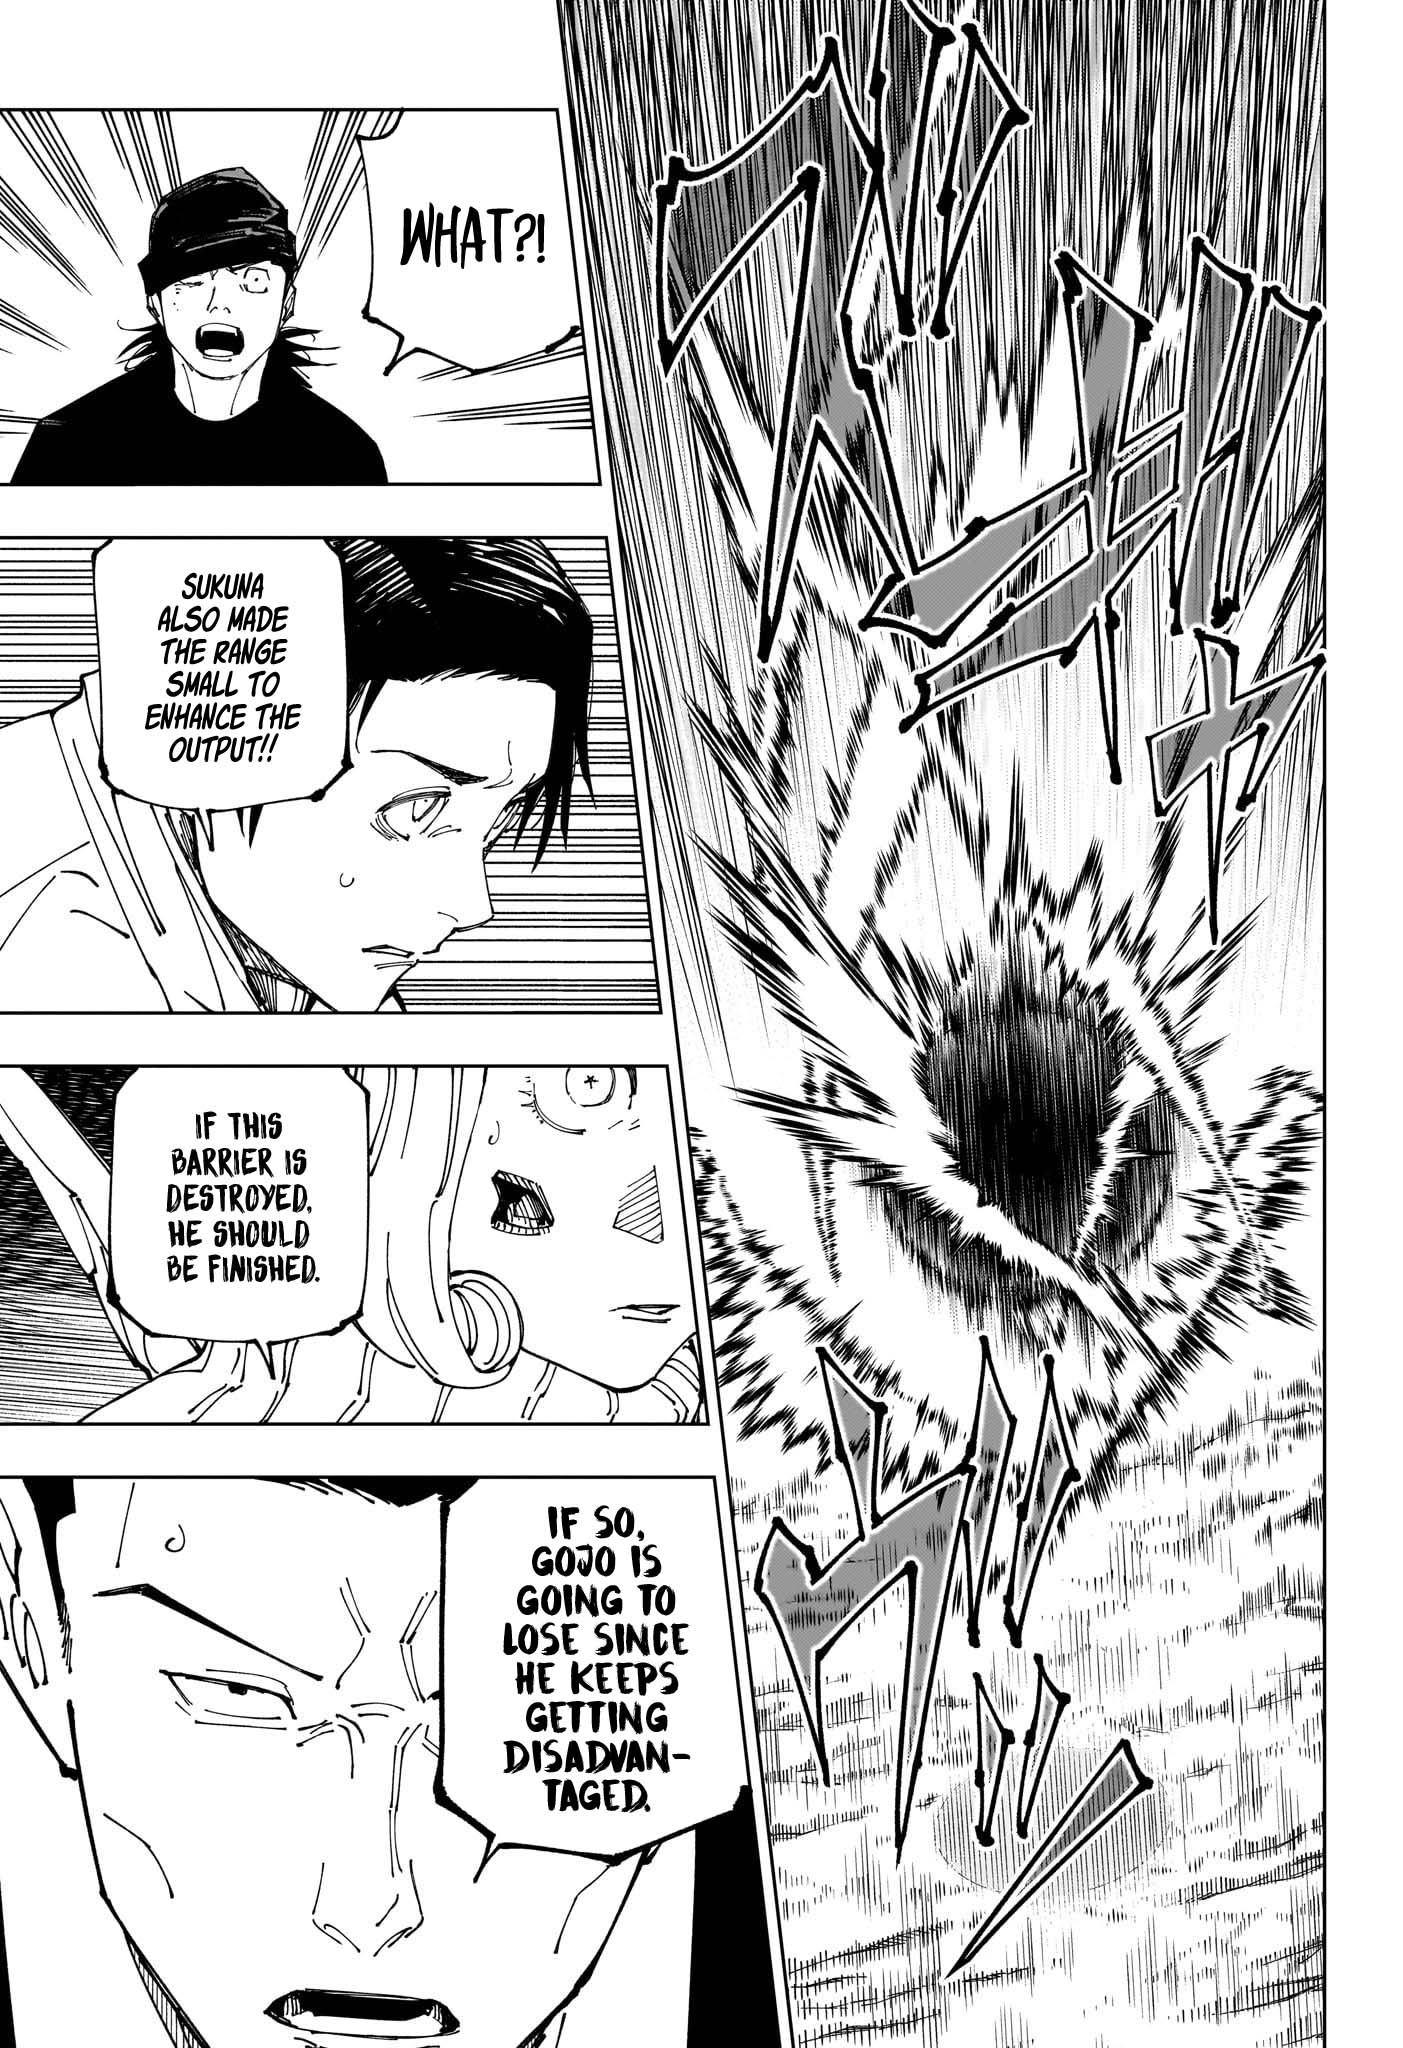 WHAT?!
SUKUNA
ALSO MADE
THE RANGE
SMALL TO
ENHANCE THE
OUTPUT!!
IF THIS
BARRIER IS
DESTROYED,
HE SHOULD
BE FINISHED.
IF SO,
GOJO IS
GOING TO
LOSE SINCE
HE KEEPS
GETTING
DISADVAN-
TAGED.